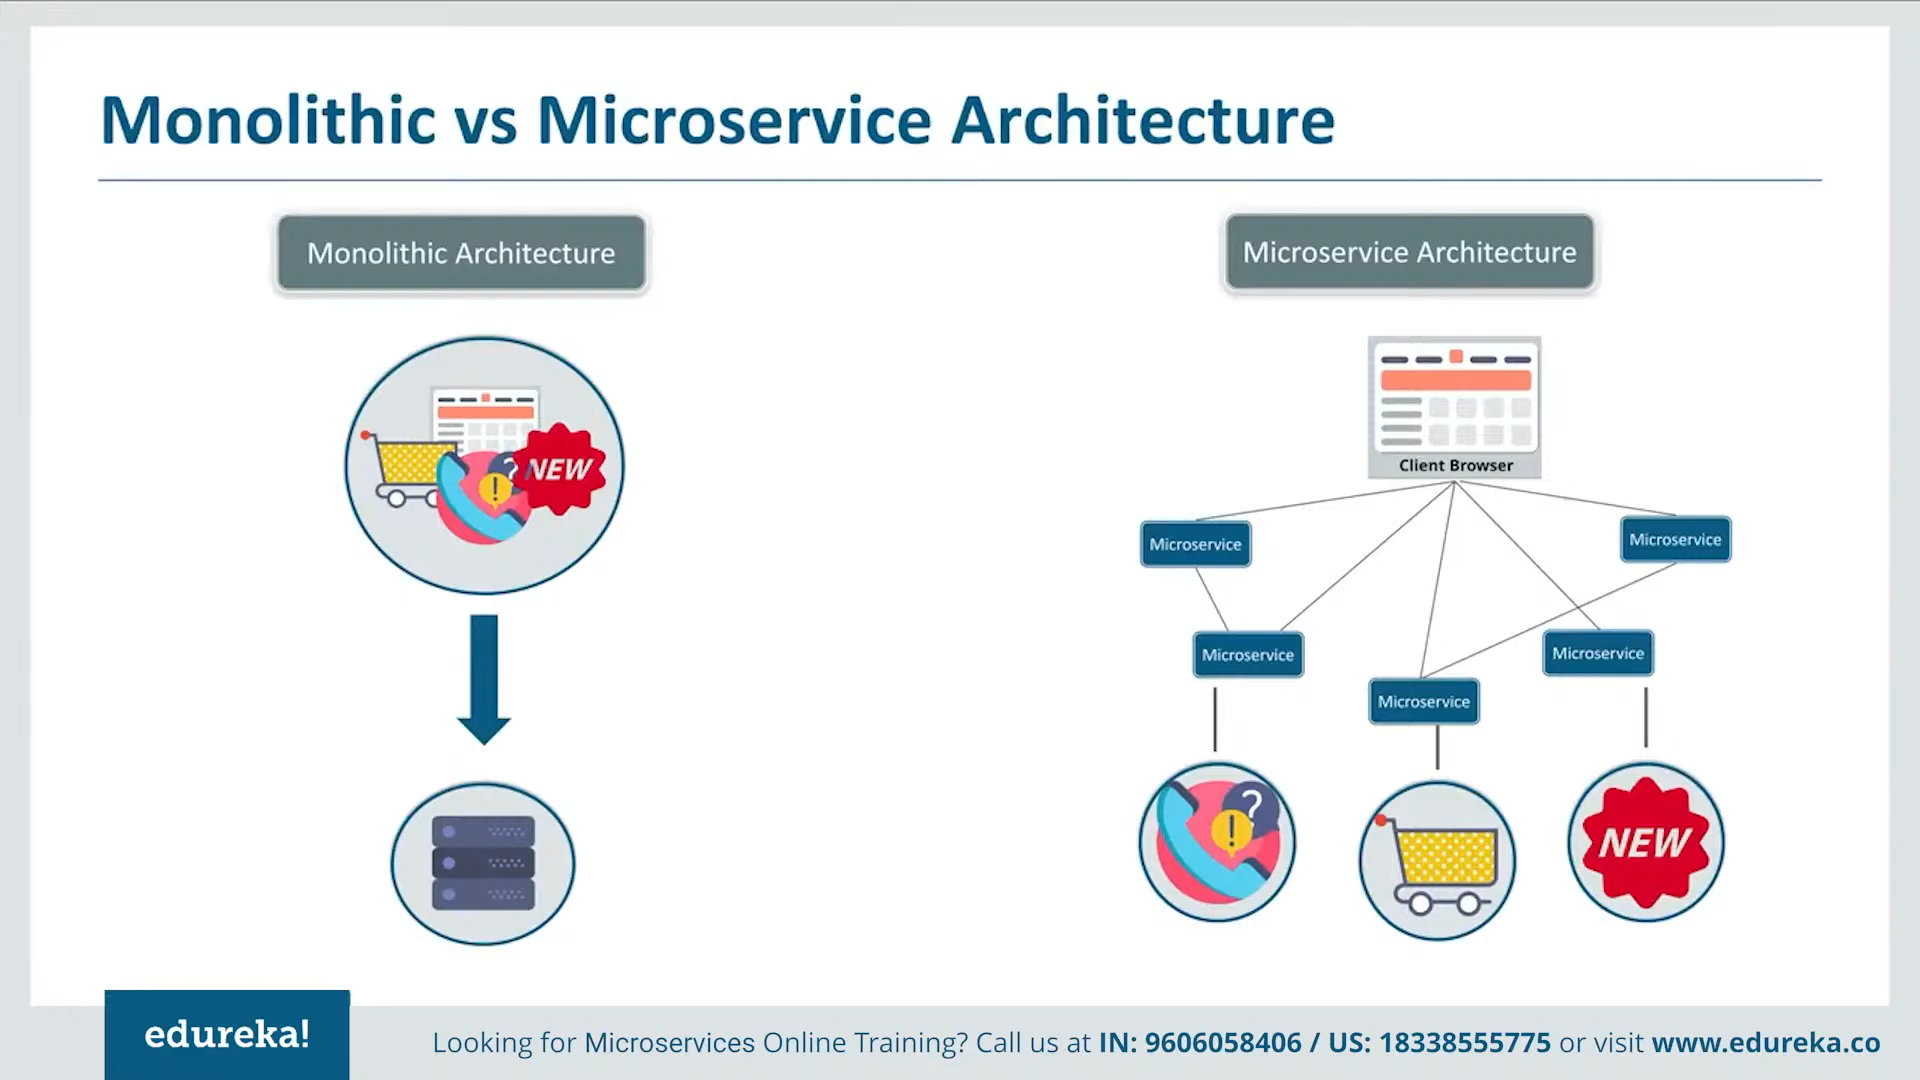 Monolithic vs Microservice Architecture
Monolithic Architecture
Microservice Architecture
? ! NEW
Client Browser
Microservice
Microservice
Microservice
Microservice
Microservice
? !
NEW
edureka!
Looking for Microservices Online Training? Call us at IN: 9606058406 / US: 18338555775 or visit www.edureka.co